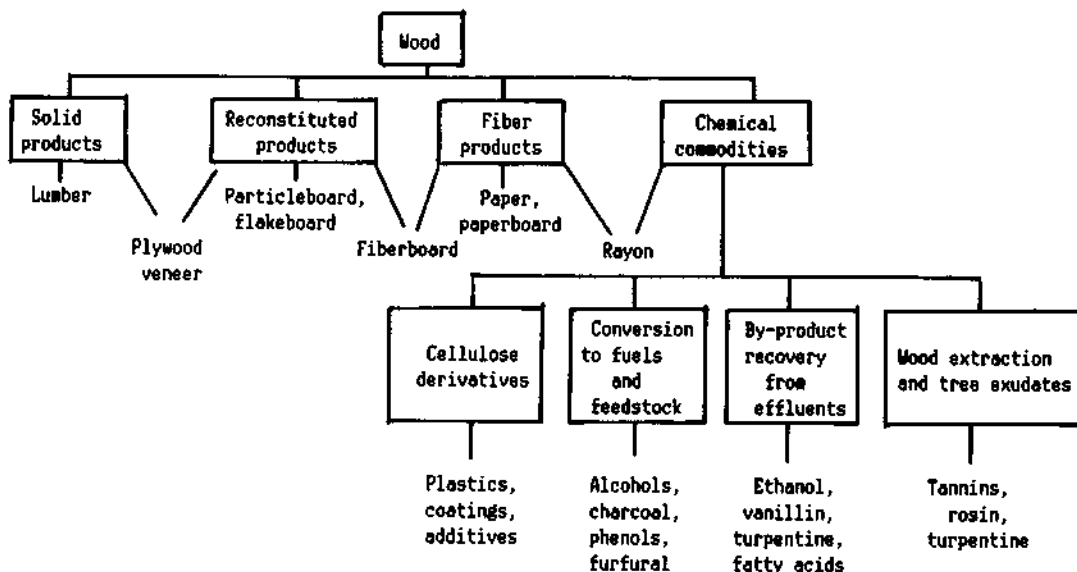 Wood
Solid
products
Reconstituted
products
Fiber
products
Chemical
commodities
Lumber
Particleboard,
flakeboard
Paper,
paperboard
Plywood
veneer
Fiberboard
Rayon
Cellulose
derivatives
Conversion
to fuels
and
feedstock
By-product
recovery
from
effluents
Wood extraction
and tree exudates
Plastics,
coatings,
additives
Alcohols,
charcoal,
phenols,
furfural
Ethanol,
vanillin,
turpentine,
fatty acids
Tannins,
rosin,
turpentine